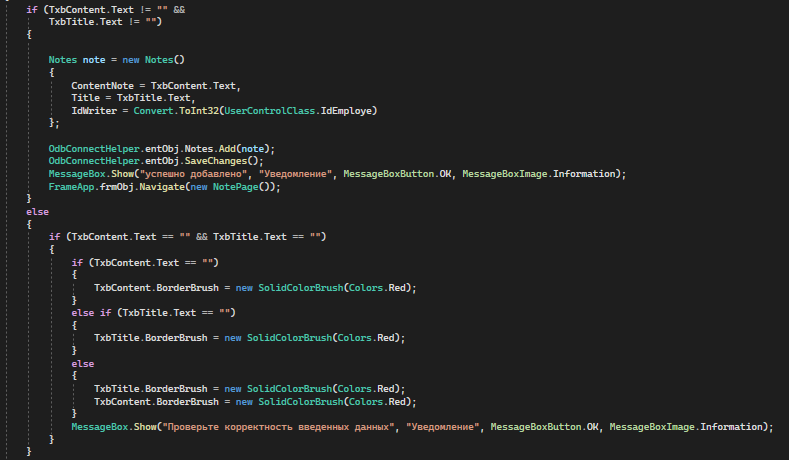 if (TxbContent.Text != "" &&
TxbTitle.Text != "")
{
Notes note = new Notes()
{
ContentNote = TxbContent.Text,
Title = TxbTitle.Text,
IdWriter = Convert.ToInt32(UserControlClass.IdEmploye)
};
OdbConnectHelper.entObj.Notes.Add(note);
OdbConnectHelper.entObj.SaveChanges();
MessageBox.Show("успешно добавлено", "Уведомление", MessageBoxButton.OK, MessageBoxImage.Information);
FrameApp.frmObj.Navigate(new NotePage());
}
else
{
if (TxbContent.Text == "" && TxbTitle.Text == "")
{
if (TxbContent.Text == "")
{
TxbContent.BorderBrush = new SolidColorBrush(Colors.Red);
}
else if (TxbTitle.Text == "")
{
TxbTitle.BorderBrush = new SolidColorBrush(Colors.Red);
}
else
{
TxbTitle.BorderBrush = new SolidColorBrush(Colors.Red);
TxbContent.BorderBrush = new SolidColorBrush(Colors.Red);
}
MessageBox.Show("Проверьте корректность введенных данных", "Уведомление", MessageBoxButton.OK, MessageBoxImage.Information);
}
}